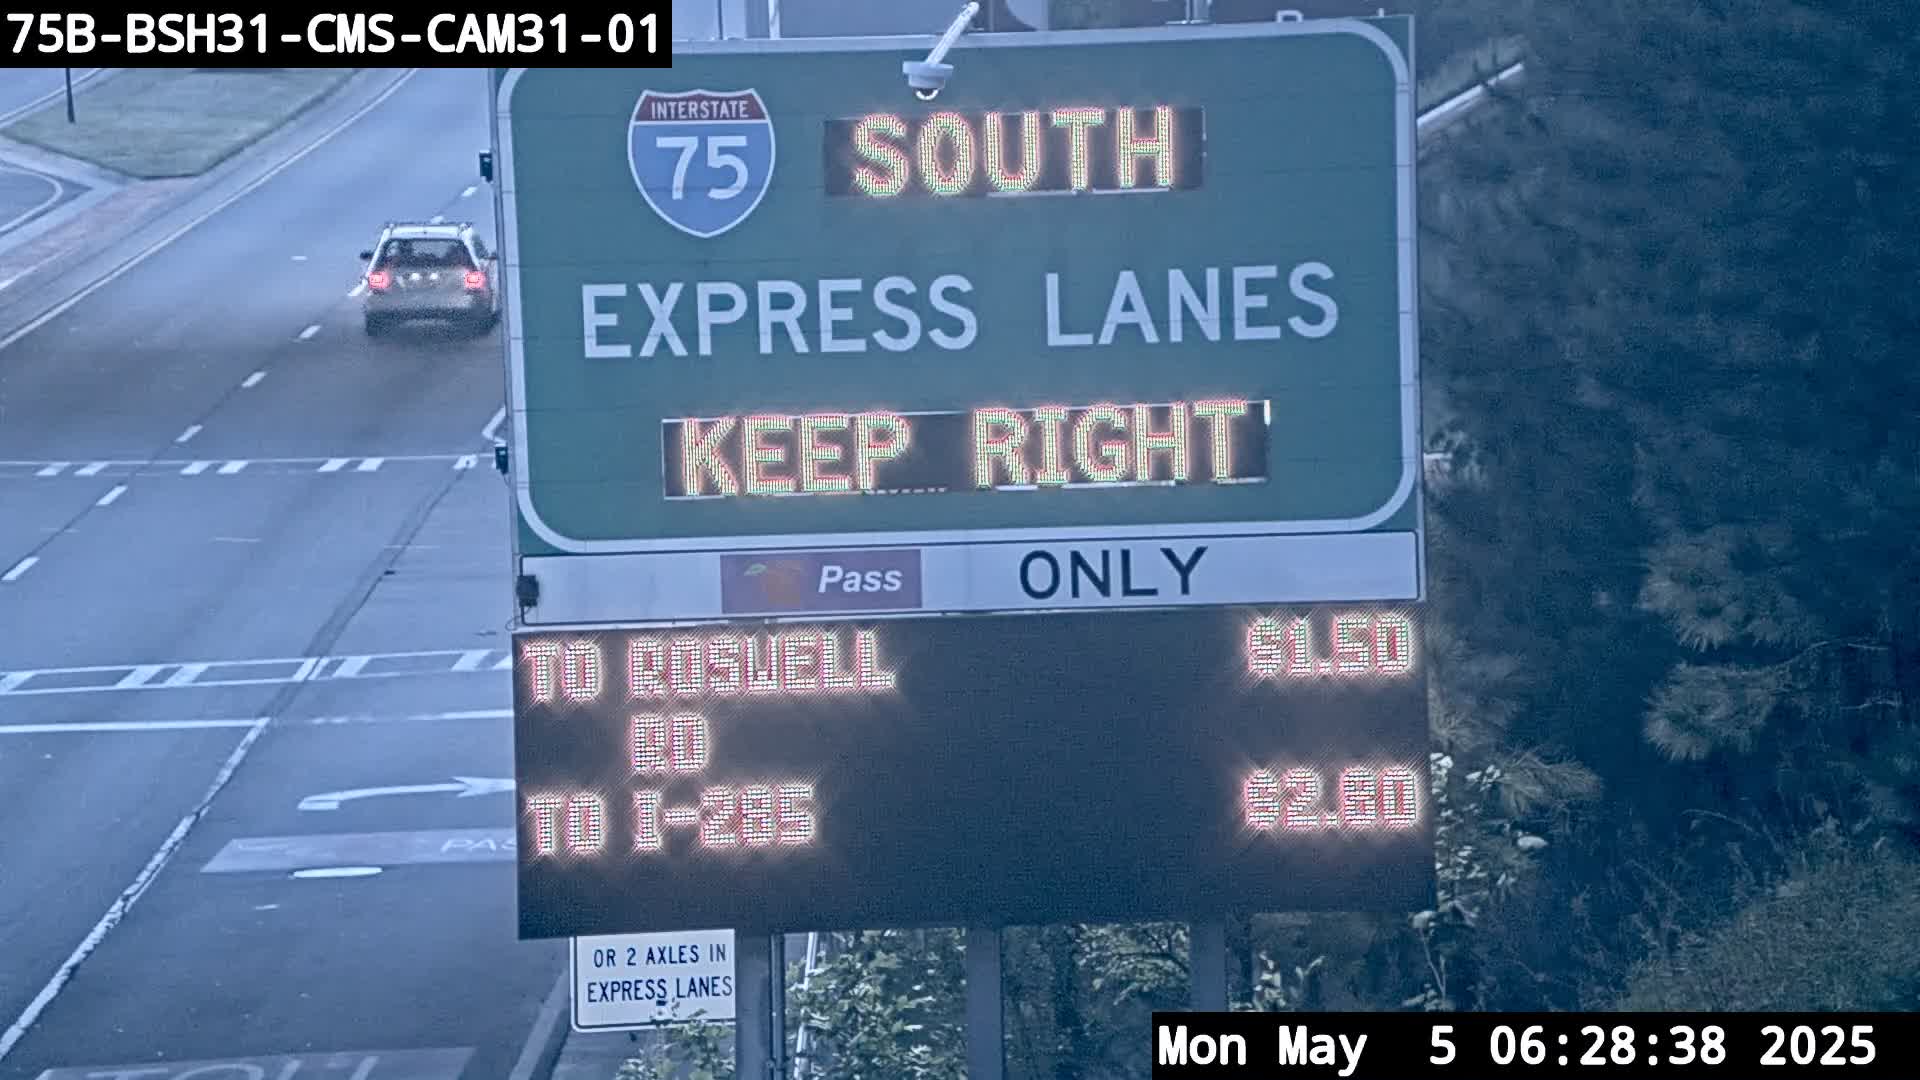 75B-BSH31-CMS-CAM31-01
INTERSTATE
75
SOUTH
EXPRESS LANES
KEEP RIGHT
Pass ONLY
TO ROSWELL $1.50
RD
TO I-285 $2.80
OR 2 AXLES IN
EXPRESS LANES
Mon May 5 06:28:38 2025